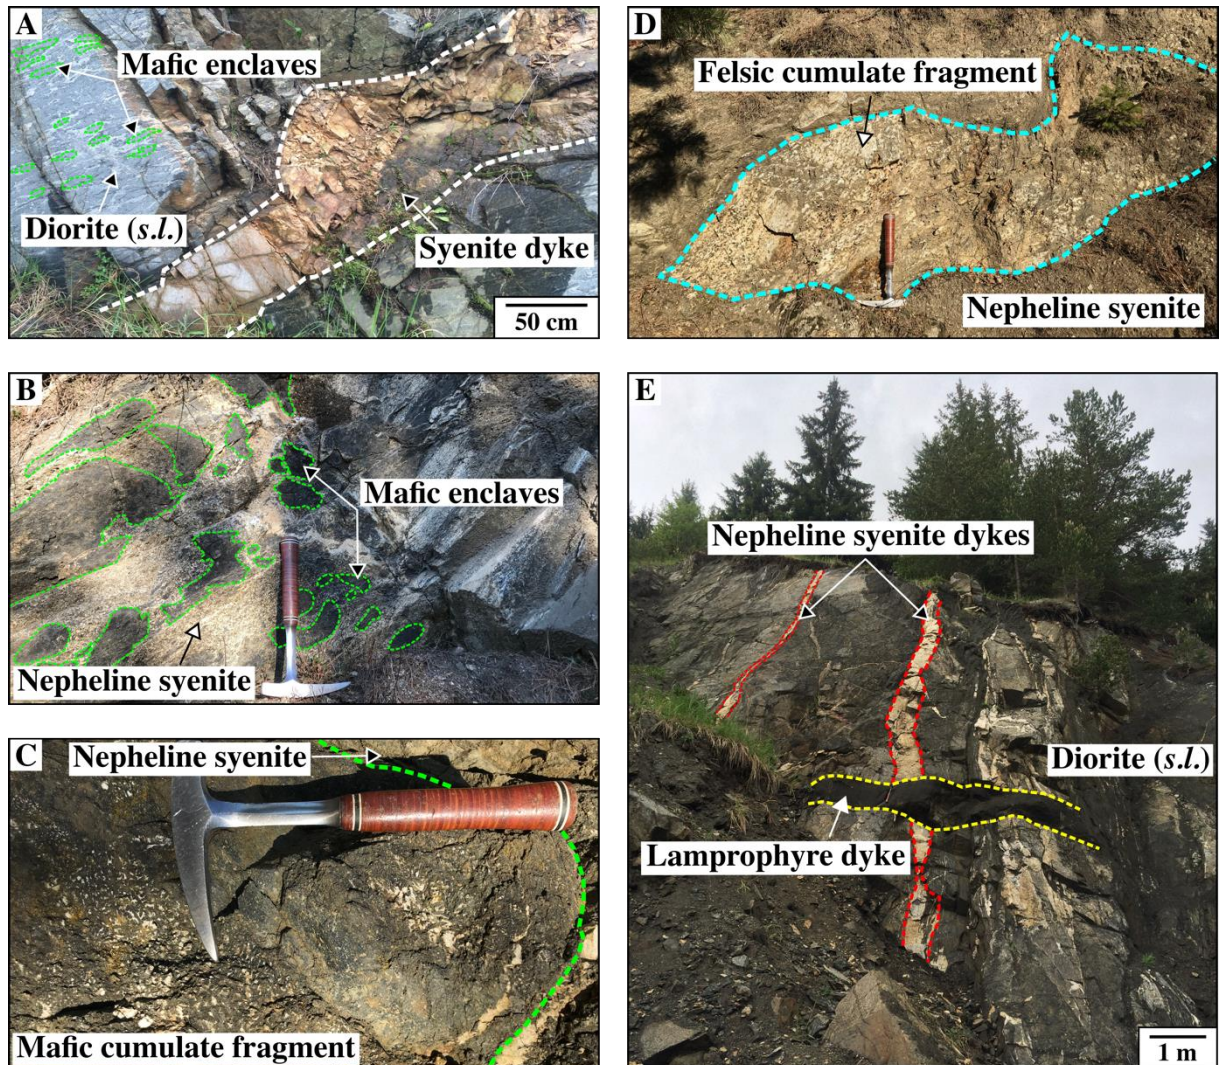 A
Mafic enclaves
Diorite (s.l.)
Syenite dyke
50 cm
B
Mafic enclaves
Nepheline syenite
C
Nepheline syenite
Mafic cumulate fragment
D
Felsic cumulate fragment
Nepheline syenite
E
Nepheline syenite dykes
Diorite (s.l.)
Lamprophyre dyke
1 m